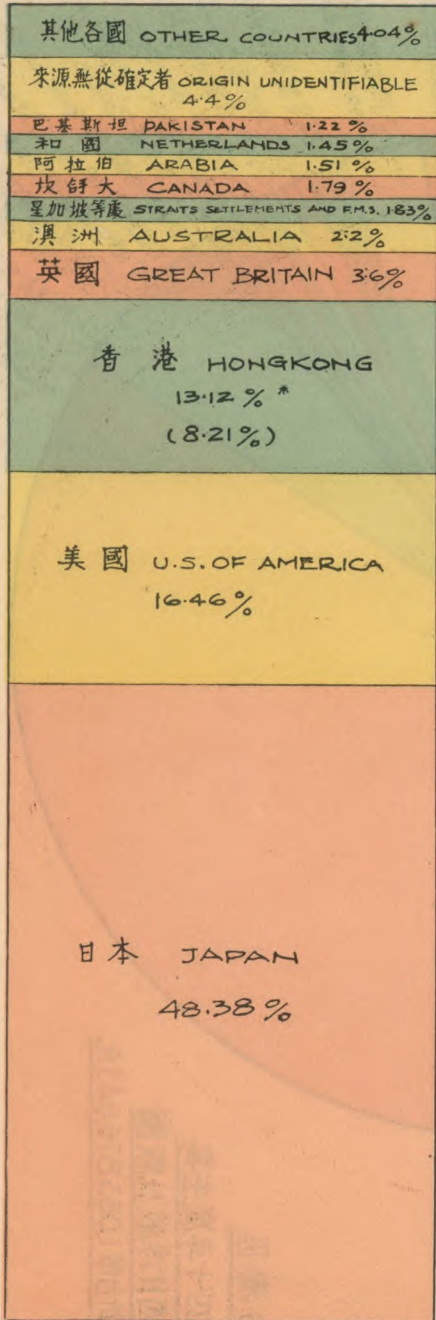 其他各國 OTHER COUNTRIES 4·04%
來源無從確定者 ORIGIN UNIDENTIFIABLE
4·4%
巴基斯坦 PAKISTAN 1·22%
和國 NETHERLANDS 1·45%
阿拉伯 ARABIA 1·51%
坎拿大 CANADA 1·79%
星加坡等處 STRAITS SETTLEMENTS AND F.M.S. 1·83%
澳洲 AUSTRALIA 2·2%
英國 GREAT BRITAIN 3·6%
香港 HONGKONG
13·12% *
(8·21%)
美國 U.S. OF AMERICA
16·46%
日本 JAPAN
48·38%